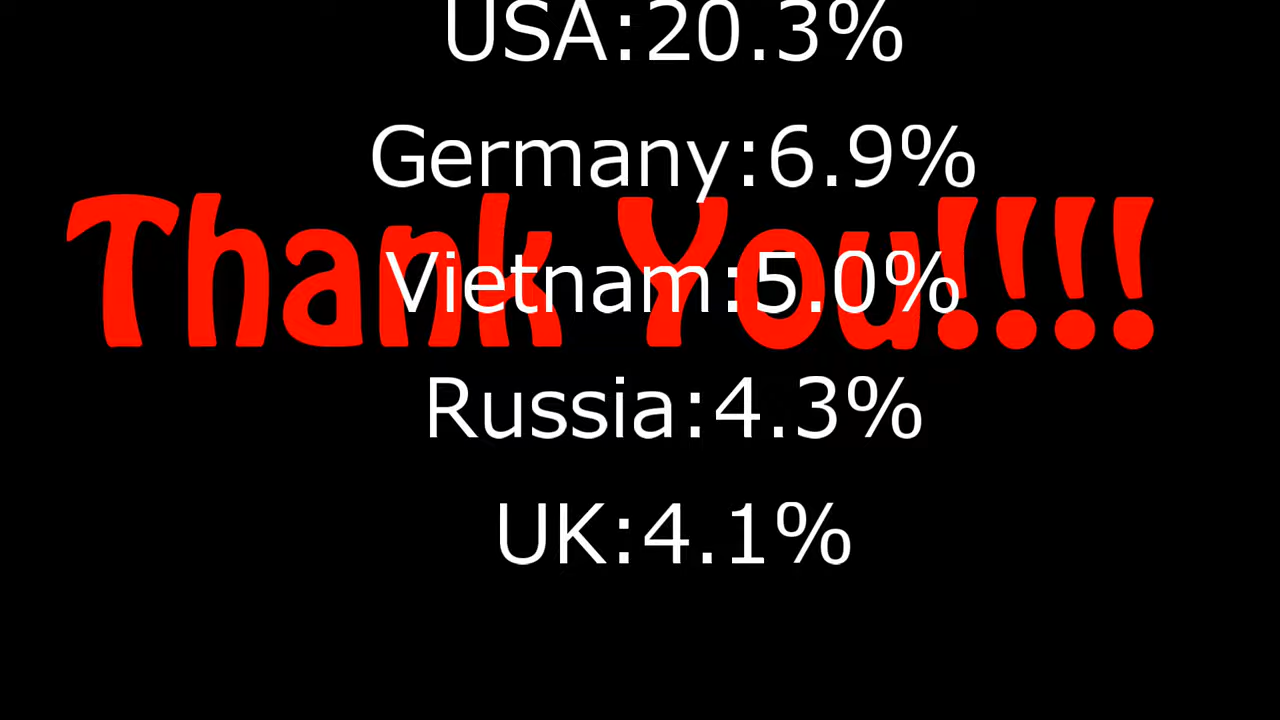 USA:20.3%
Germany:6.9%
Thank You!!!!
Vietnam:5.0%
Russia:4.3%
UK:4.1%